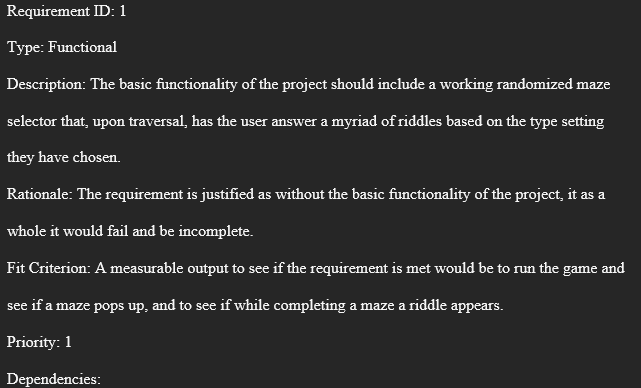 Requirement ID: 1
Type: Functional
Description: The basic functionality of the project should include a working randomized maze
selector that, upon traversal, has the user answer a myriad of riddles based on the type setting
they have chosen.
Rationale: The requirement is justified as without the basic functionality of the project, it as a
whole it would fail and be incomplete.
Fit Criterion: A measurable output to see if the requirement is met would be to run the game and
see if a maze pops up, and to see if while completing a maze a riddle appears.
Priority: 1
Dependencies: